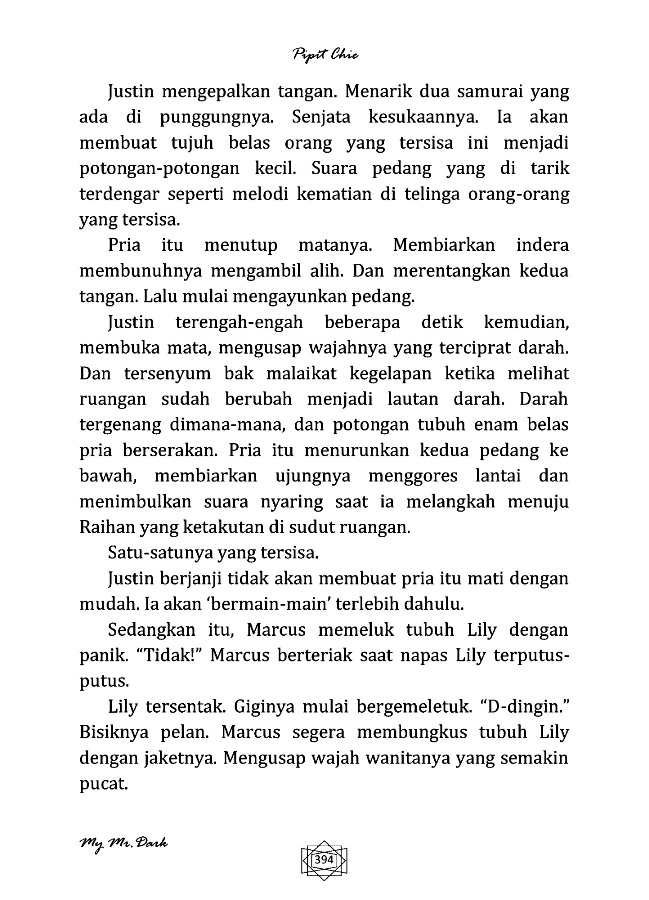 Pipit Chie
Justin mengepalkan tangan. Menarik dua samurai yang
ada di punggungnya. Senjata kesukaannya. Ia akan
membuat tujuh belas orang yang tersisa ini menjadi
potongan-potongan kecil. Suara pedang yang di tarik
terdengar seperti melodi kematian di telinga orang-orang
yang tersisa.
Pria itu menutup matanya. Membiarkan indera
membunuhnya mengambil alih. Dan merentangkan kedua
tangan. Lalu mulai mengayunkan pedang.
Justin terengah-engah beberapa detik kemudian,
membuka mata, mengusap wajahnya yang terciprat darah.
Dan tersenyum bak malaikat kegelapan ketika melihat
ruangan sudah berubah menjadi lautan darah. Darah
tergenang dimana-mana, dan potongan tubuh enam belas
pria berserakan. Pria itu menurunkan kedua pedang ke
bawah, membiarkan ujungnya menggores lantai dan
menimbulkan suara nyaring saat ia melangkah menuju
Raihan yang ketakutan di sudut ruangan.
Satu-satunya yang tersisa.
Justin berjanji tidak akan membuat pria itu mati dengan
mudah. Ia akan ‘bermain-main’ terlebih dahulu.
Sedangkan itu, Marcus memeluk tubuh Lily dengan
panik. “Tidak!” Marcus berteriak saat napas Lily terputus-
putus.
Lily tersentak. Giginya mulai bergemeletuk. “D-dingin.”
Bisiknya pelan. Marcus segera membungkus tubuh Lily
dengan jaketnya. Mengusap wajah wanitanya yang semakin
pucat.
My Mr. Dark
394